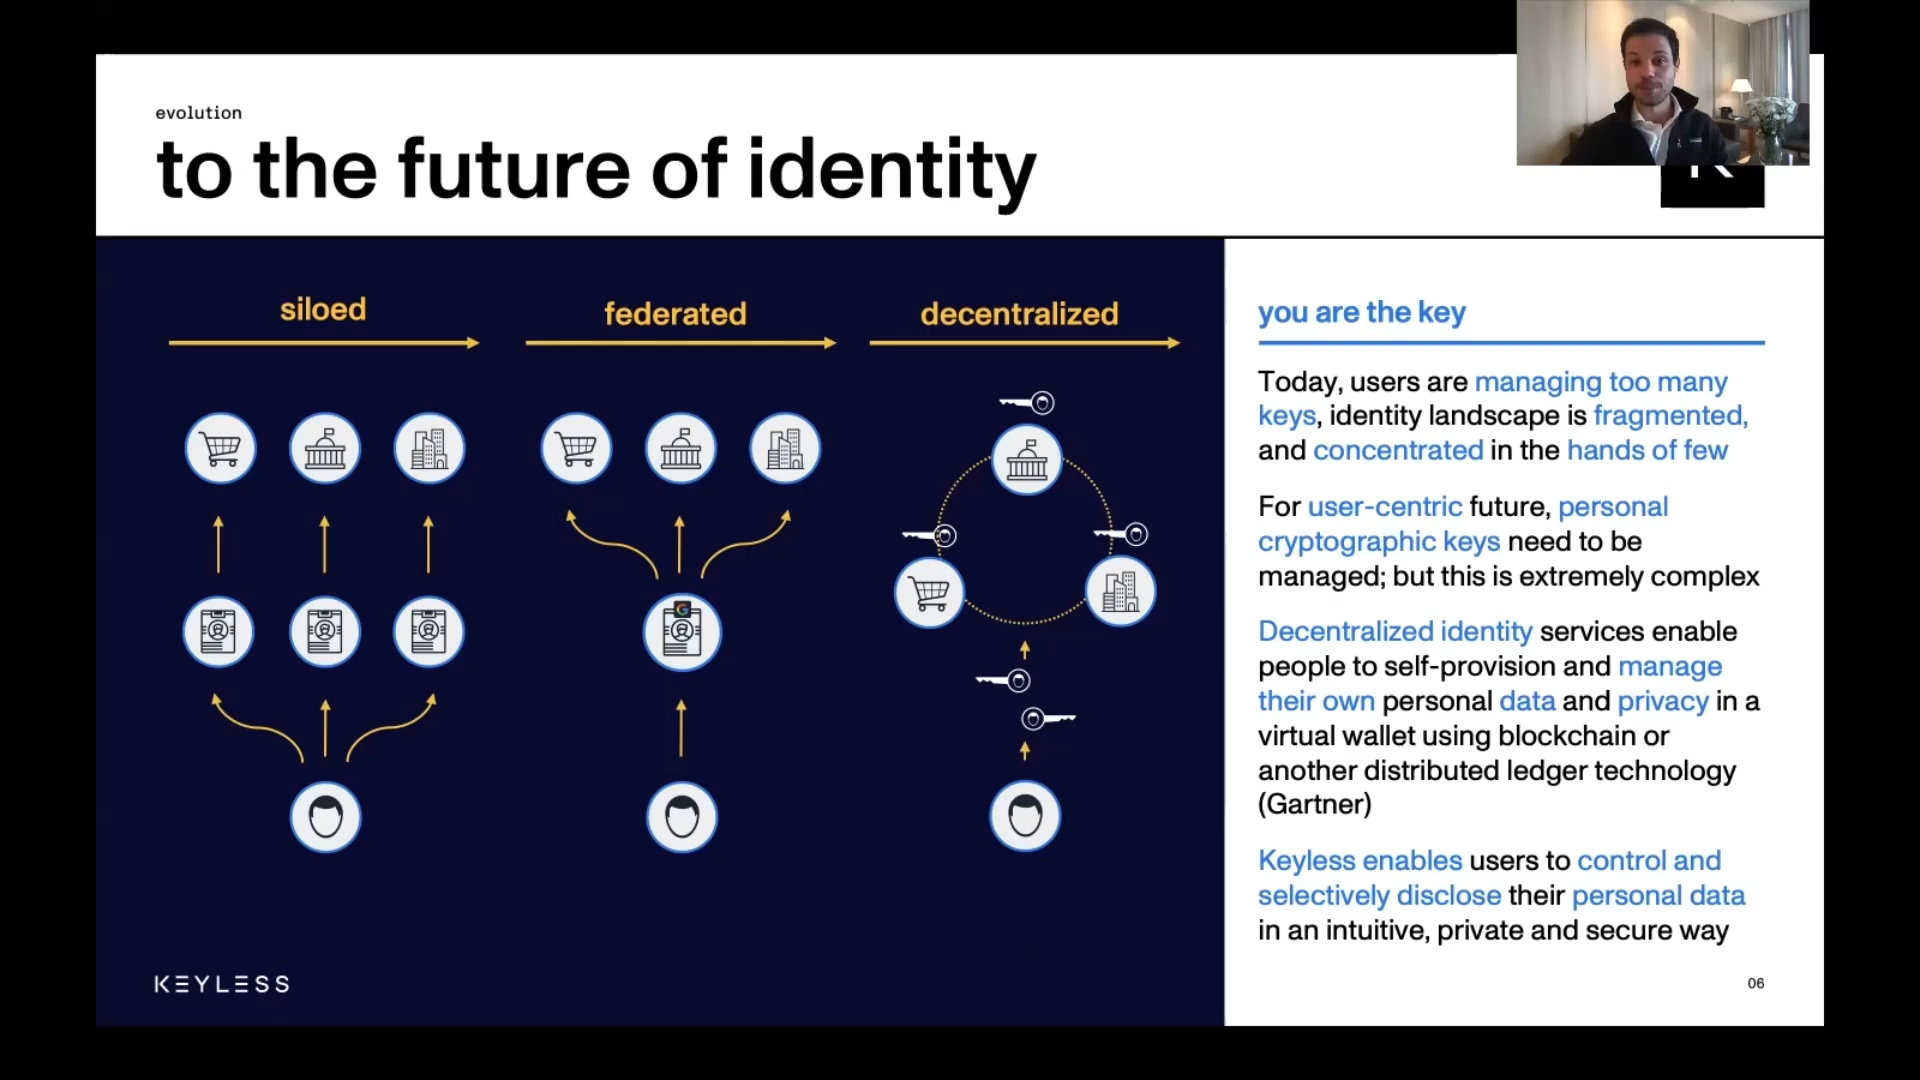 evolution
to the future of identity
siloed
federated
decentralized
you are the key
Today, users are managing too many
keys, identity landscape is fragmented,
and concentrated in the hands of few
For user-centric future, personal
cryptographic keys need to be
managed; but this is extremely complex
Decentralized identity services enable
people to self-provision and manage
their own personal data and privacy in a
virtual wallet using blockchain or
another distributed ledger technology
(Gartner)
Keyless enables users to control and
selectively disclose their personal data
in an intuitive, private and secure way
KEYLESS
06